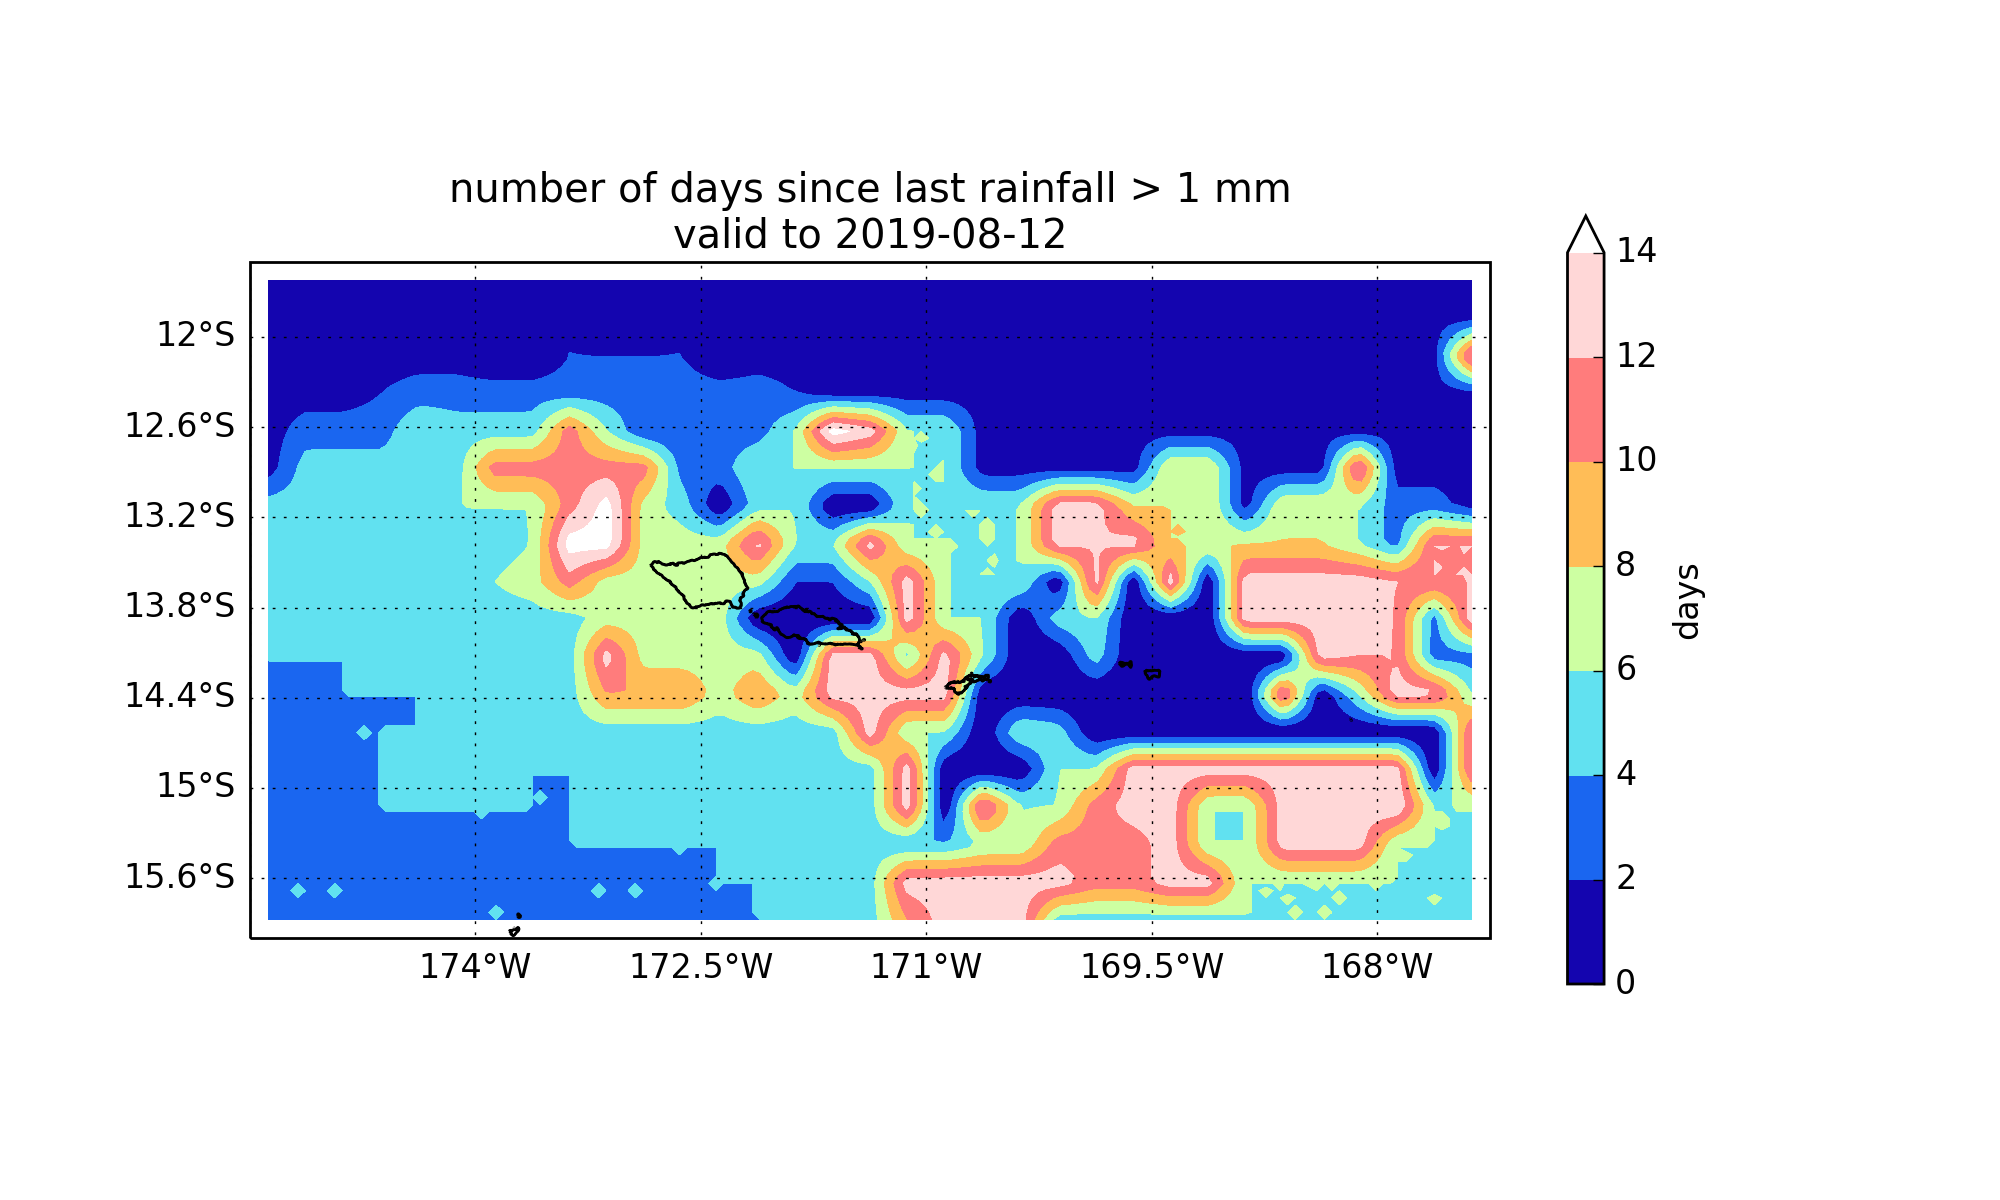 number of days since last rainfall > 1 mm
valid to 2019-08-12
12°S
12.6°S
13.2°S
13.8°S
14.4°S
15°S
15.6°S
174°W 172.5°W 171°W 169.5°W 168°W
14
12
10
8
6
4
2
0
days